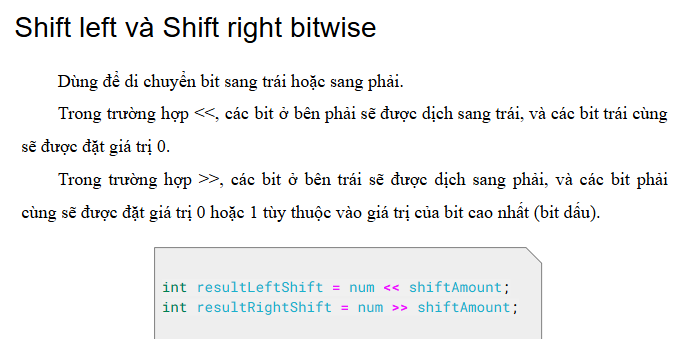 Shift left và Shift right bitwise
Dùng để di chuyển bit sang trái hoặc sang phải.
Trong trường hợp <<, các bit ở bên phải sẽ được dịch sang trái, và các bit trái cùng
sẽ được đặt giá trị 0.
Trong trường hợp >>, các bit ở bên trái sẽ được dịch sang phải, và các bit phải
cùng sẽ được đặt giá trị 0 hoặc 1 tùy thuộc vào giá trị của bit cao nhất (bit dấu).
int resultLeftShift = num << shiftAmount;
int resultRightShift = num >> shiftAmount;